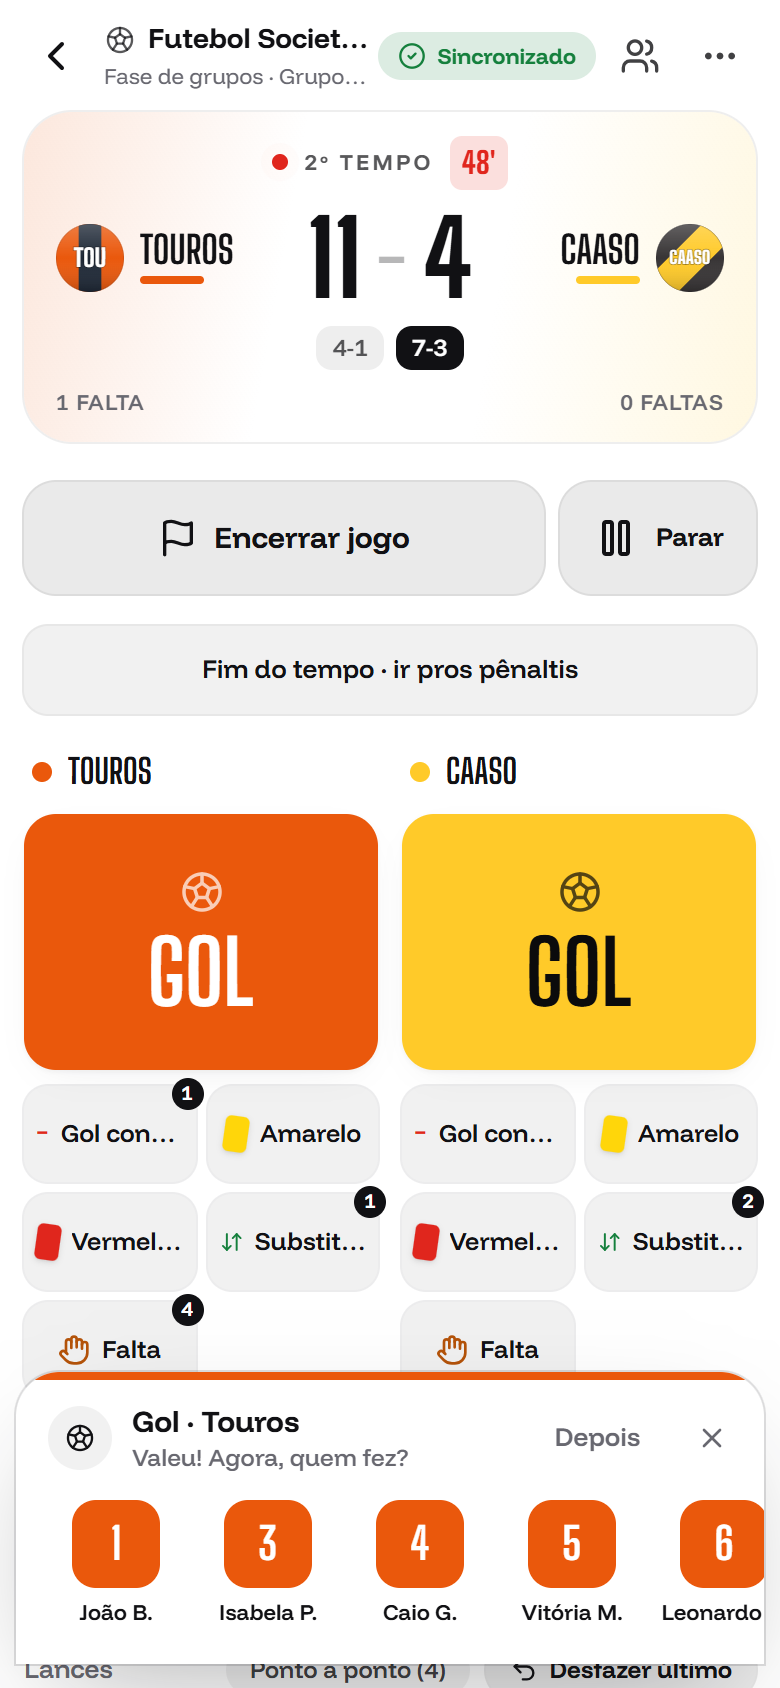 Futebol Societ...
Fase de grupos · Grupo...
Sincronizado
2º TEMPO 48'
TOU TOUROS 11 - 4 CAASO CAASO
4-1 7-3
1 FALTA 0 FALTAS
Encerrar jogo Parar
Fim do tempo · ir pros pênaltis
TOUROS CAASO
GOL GOL
1
Gol con... Amarelo Gol con... Amarelo
1 2
Vermel... Substit... Vermel... Substit...
4
Falta Falta
Gol · Touros
Valeu! Agora, quem fez?
Depois
1 3 4 5 6
João B. Isabela P. Caio G. Vitória M. Leonardo
Lances Ponto a ponto (4) Desfazer último